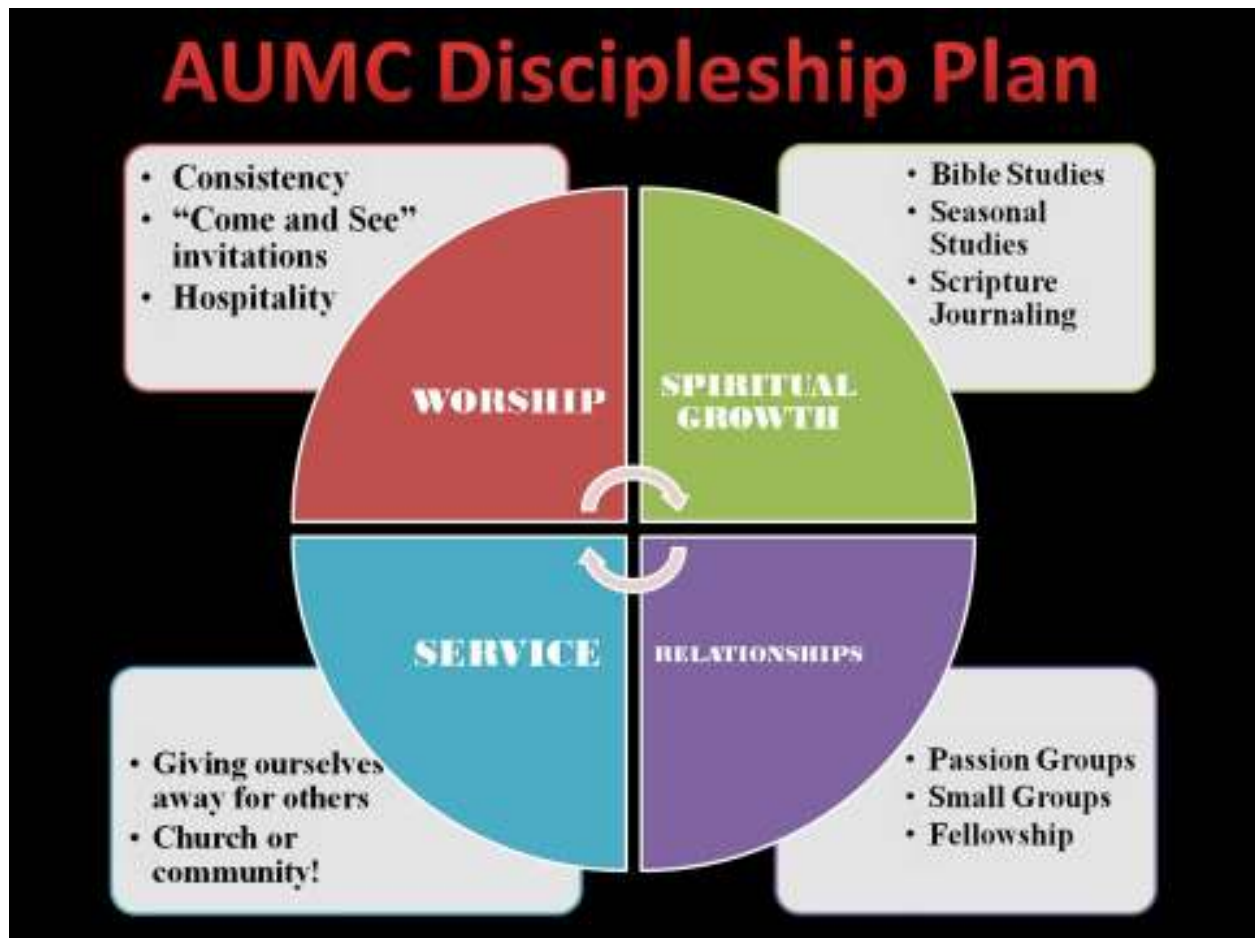 AUMC Discipleship Plan
• Consistency
• “Come and See”
invitations
• Hospitality
WORSHIP
• Bible Studies
• Seasonal
Studies
• Scripture
Journaling
SPIRITUAL
GROWTH
SERVICE
• Giving ourselves
away for others
• Church or
community!
RELATIONSHIPS
• Passion Groups
• Small Groups
• Fellowship